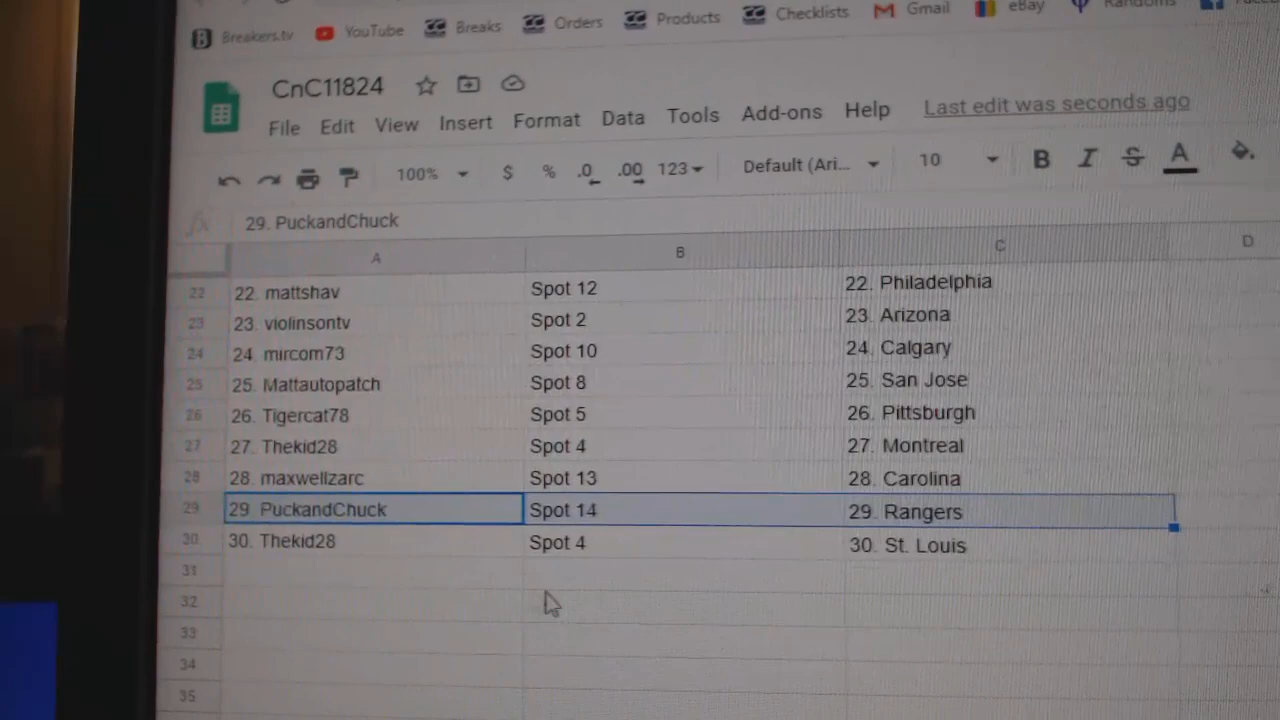 Breakers.tv YouTube Breaks Orders Products Checklists Gmail eBay
CnC11824
File Edit View Insert Format Data Tools Add-ons Help Last edit was seconds ago
100% $ % .0 .00 123 Default (Ari... 10 B I S A
fx 29. PuckandChuck
A B C D
22 22. mattshav Spot 12 22. Philadelphia
23 23. violinsontv Spot 2 23. Arizona
24 24. mircom73 Spot 10 24. Calgary
25 25. Mattautopatch Spot 8 25. San Jose
26 26. Tigercat78 Spot 5 26. Pittsburgh
27 27. Thekid28 Spot 4 27. Montreal
28 28. maxwellzarc Spot 13 28. Carolina
29 29. PuckandChuck Spot 14 29. Rangers
30 30. Thekid28 Spot 4 30. St. Louis
31
32
33
34
35